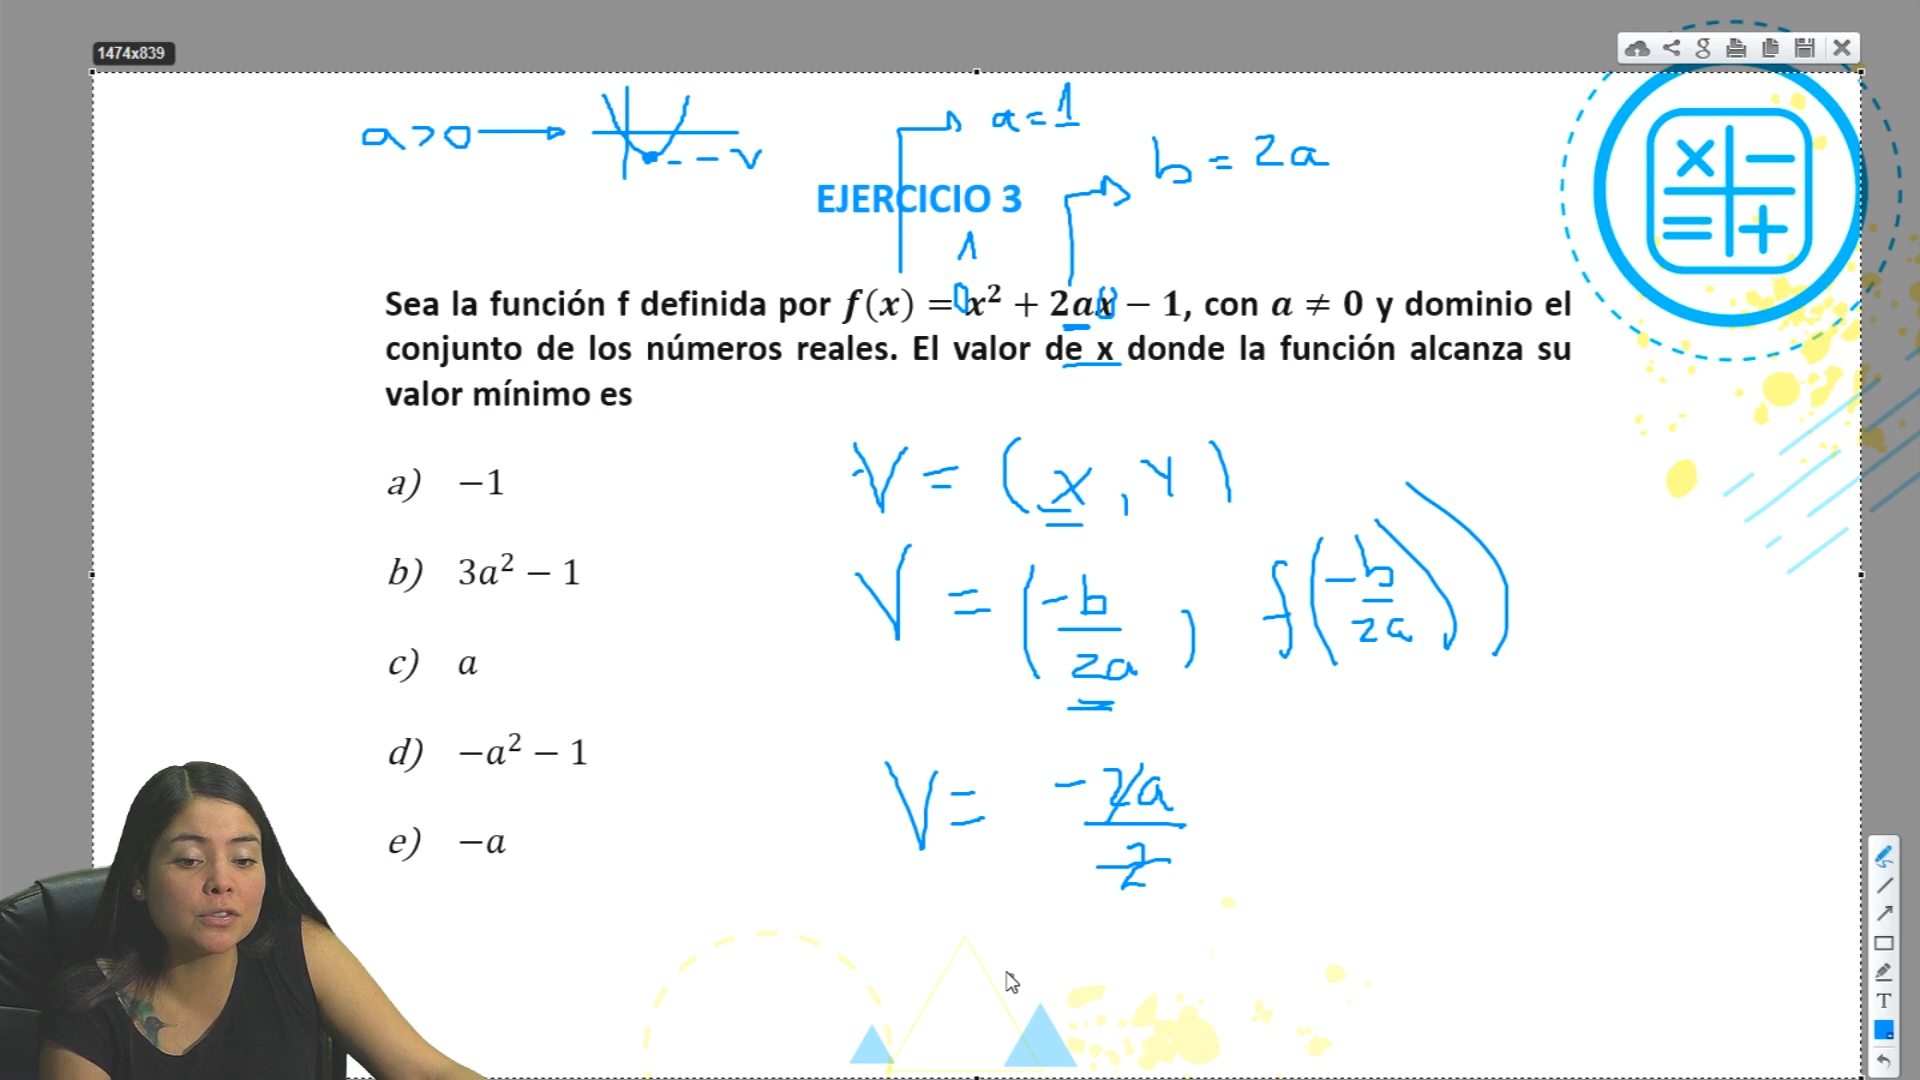 1474x839
a > 0
v
a = 1
b = 2a
EJERCICIO 3
1
Sea la función f definida por f(x) = x² + 2ax − 1, con a ≠ 0 y dominio el
conjunto de los números reales. El valor de x donde la función alcanza su
valor mínimo es
a) −1
b) 3a² − 1
c) a
d) −a² − 1
e) −a
V = (x, y)
V = (-b/2a, f(-b/2a))
V = -2a/2
T